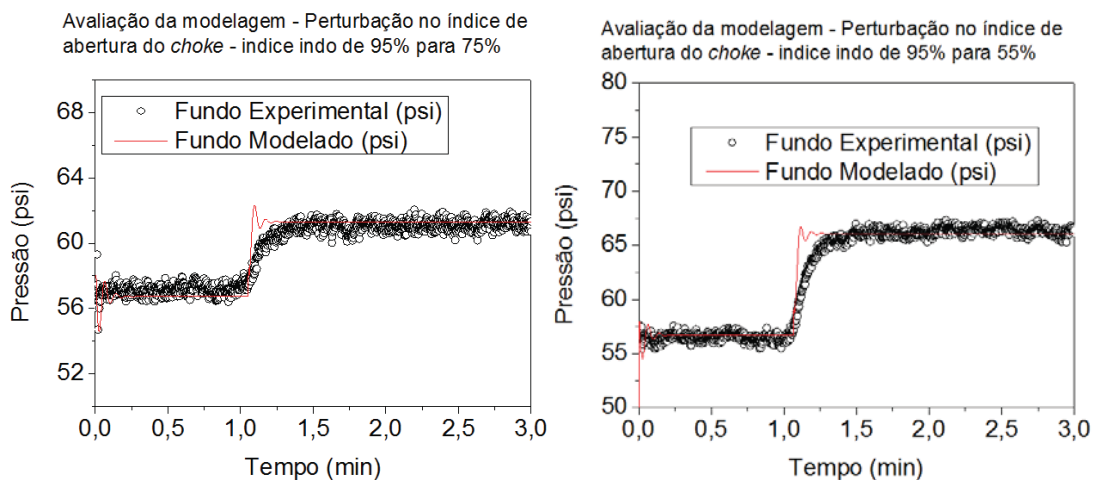 Avaliação da modelagem - Perturbação no índice de
abertura do choke - indice indo de 95% para 75%
68
64
60
56
52
Pressão (psi)
Fundo Experimental (psi)
Fundo Modelado (psi)
0,0
0,5
1,0
1,5
2,0
2,5
3,0
Tempo (min)
Avaliação da modelagem - Perturbação no índice de
abertura do choke - indice indo de 95% para 55%
80
75
70
65
60
55
50
Pressão (psi)
Fundo Experimental (psi)
Fundo Modelado (psi)
0,0
0,5
1,0
1,5
2,0
2,5
3,0
Tempo (min)